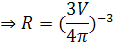 ⇒ R = (3V/4π)⁻³